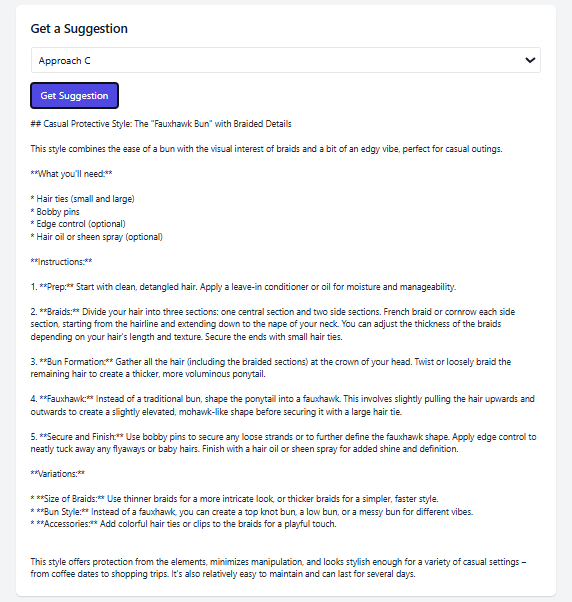 Get a Suggestion
Approach C
Get Suggestion
## Casual Protective Style: The "Fauxhawk Bun" with Braided Details
This style combines the ease of a bun with the visual interest of braids and a bit of an edgy vibe, perfect for casual outings.
**What you'll need:**
* Hair ties (small and large)
* Bobby pins
* Edge control (optional)
* Hair oil or sheen spray (optional)
**Instructions:**
1. **Prep:** Start with clean, detangled hair. Apply a leave-in conditioner or oil for moisture and manageability.
2. **Braids:** Divide your hair into three sections: one central section and two side sections. French braid or cornrow each side
section, starting from the hairline and extending down to the nape of your neck. You can adjust the thickness of the braids
depending on your hair's length and texture. Secure the ends with small hair ties.
3. **Bun Formation:** Gather all the hair (including the braided sections) at the crown of your head. Twist or loosely braid the
remaining hair to create a thicker, more voluminous ponytail.
4. **Fauxhawk:** Instead of a traditional bun, shape the ponytail into a fauxhawk. This involves slightly pulling the hair upwards and
outwards to create a slightly elevated, mohawk-like shape before securing it with a large hair tie.
5. **Secure and Finish:** Use bobby pins to secure any loose strands or to further define the fauxhawk shape. Apply edge control to
neatly tuck away any flyaways or baby hairs. Finish with a hair oil or sheen spray for added shine and definition.
**Variations:**
* **Size of Braids:** Use thinner braids for a more intricate look, or thicker braids for a simpler, faster style.
* **Bun Style:** Instead of a fauxhawk, you can create a top knot bun, a low bun, or a messy bun for different vibes.
* **Accessories:** Add colorful hair ties or clips to the braids for a playful touch.
This style offers protection from the elements, minimizes manipulation, and looks stylish enough for a variety of casual settings –
from coffee dates to shopping trips. It's also relatively easy to maintain and can last for several days.